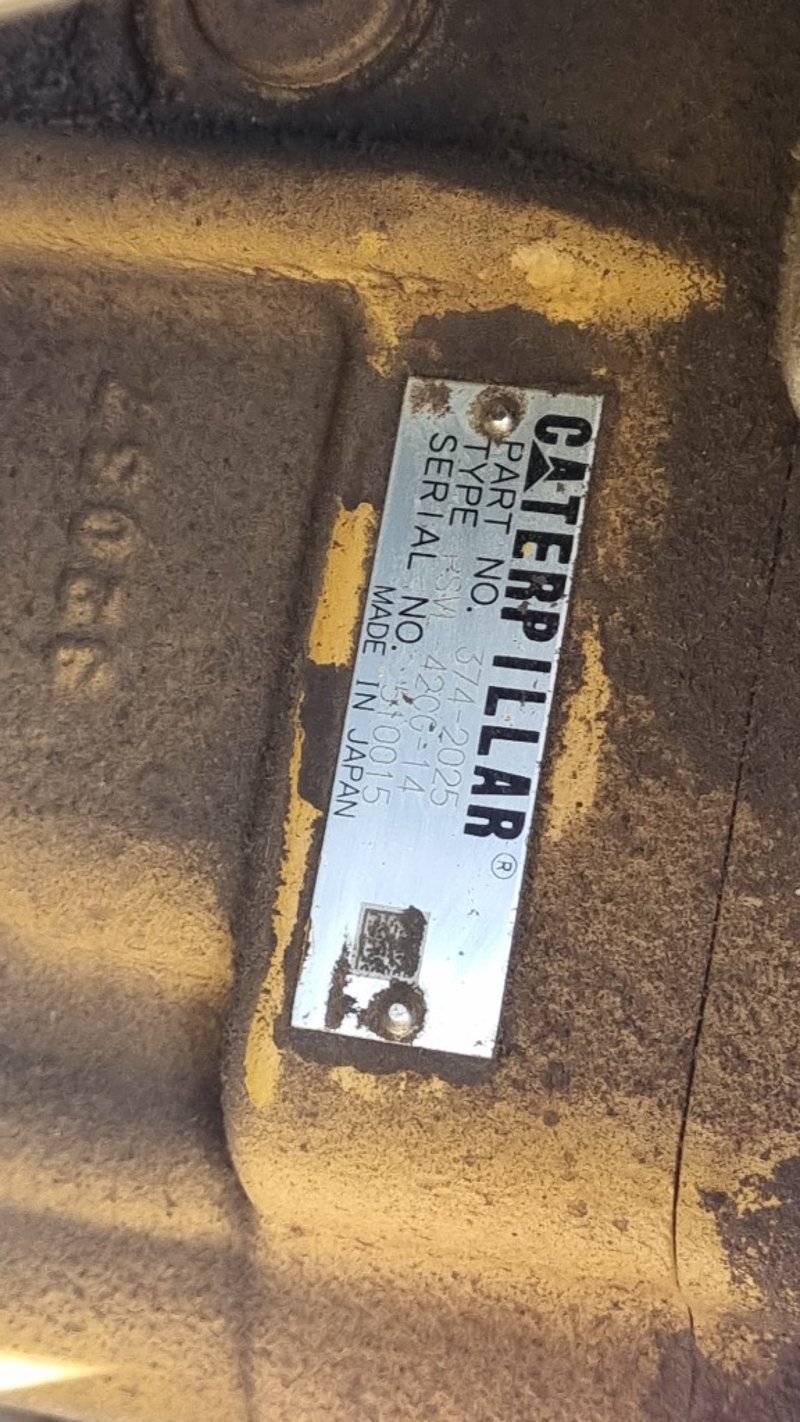 CATERPILLAR®
PART NO. 374-2025
TYPE RSM -42CG-14
SERIAL NO. 510015
MADE IN JAPAN